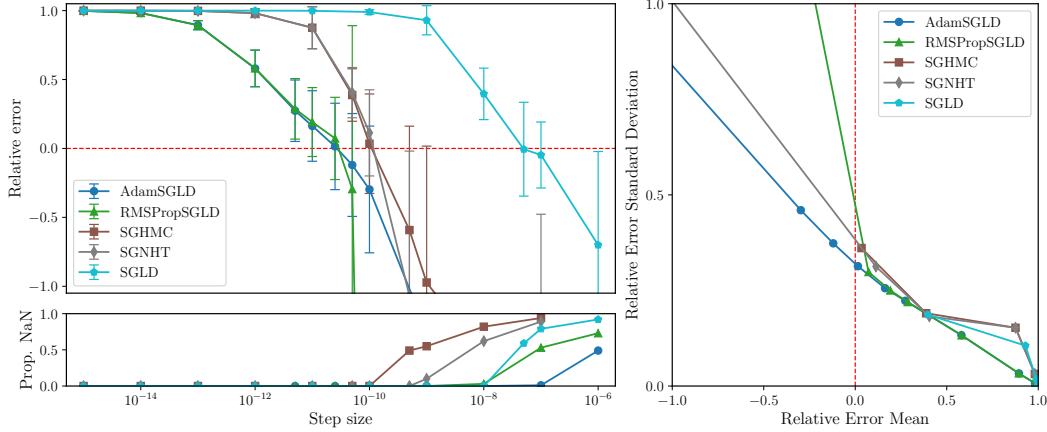 Relative error
1.0
0.5
0.0
−0.5
−1.0
AdamSGLD
RMSPropSGLD
SGHMC
SGNHT
SGLD
Prop. NaN
1.0
0.5
0.0
10⁻¹⁴
10⁻¹²
10⁻¹⁰
10⁻⁸
10⁻⁶
Step size
Relative Error Standard Deviation
1.0
0.5
0.0
AdamSGLD
RMSPropSGLD
SGHMC
SGNHT
SGLD
−1.0
−0.5
0.0
0.5
1.0
Relative Error Mean